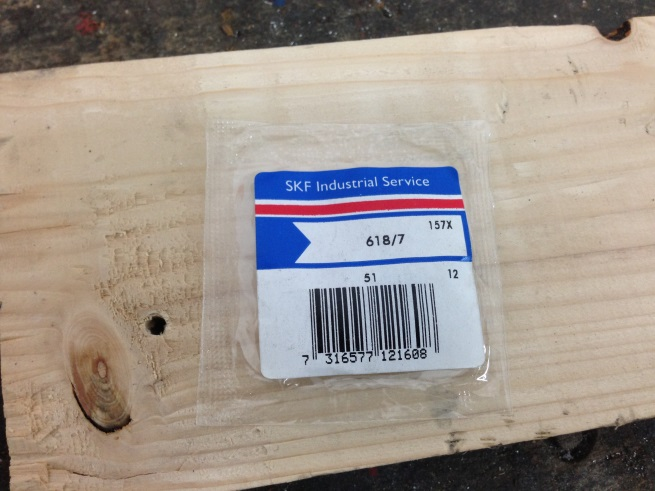 SKF Industrial Service
157X
618/7
51 12
7 316577 121608